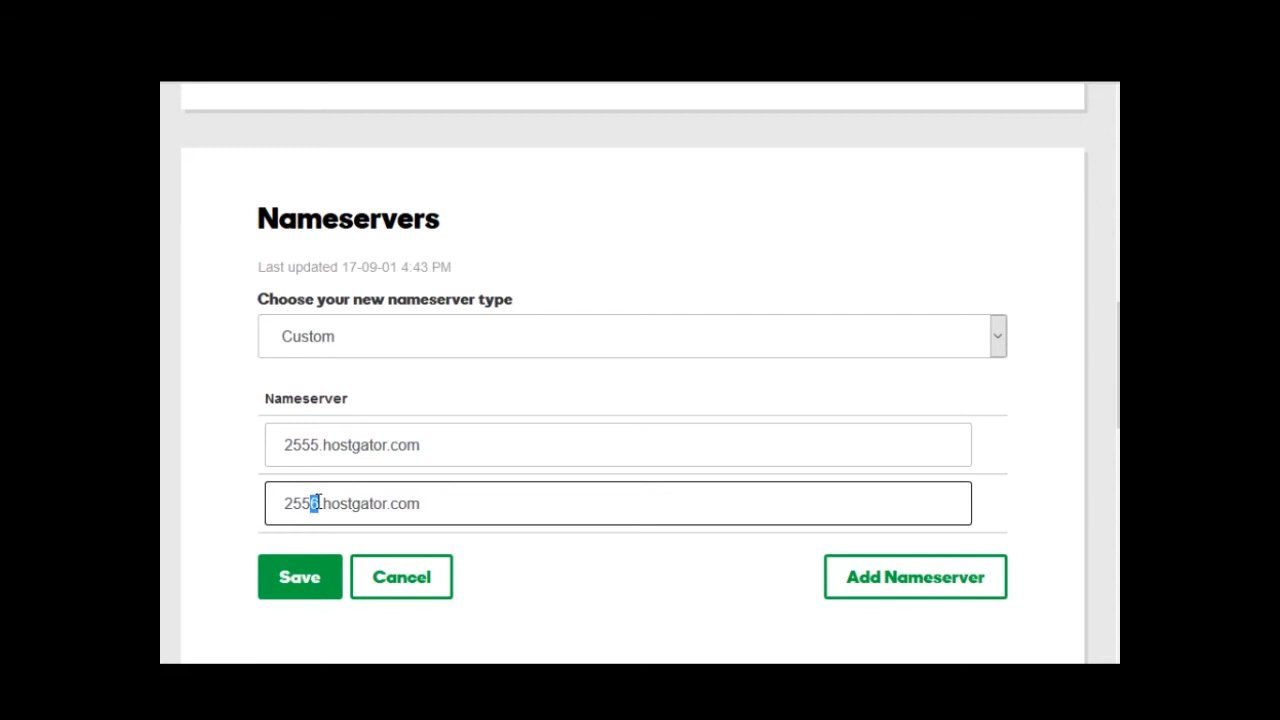 Nameservers
Last updated 17-09-01 4:43 PM
Choose your new nameserver type
Custom
Nameserver
2555.hostgator.com
2556.hostgator.com
Save Cancel Add Nameserver